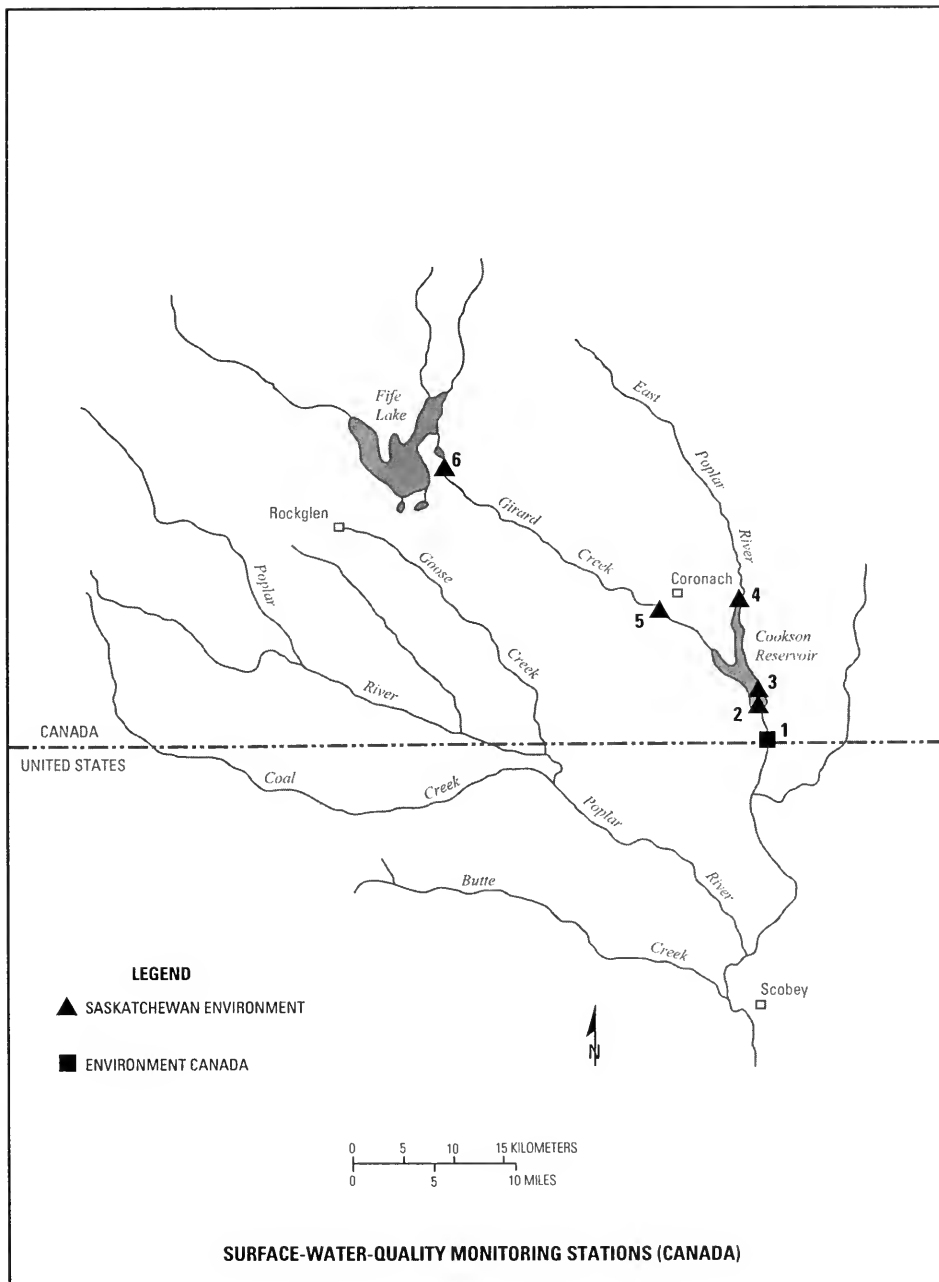 Fife
Lake
6
Rockglen
Girard
Creek
East
Poplar
River
Coronach
4
5
Cookson
Reservoir
3
2
1
Goose
Creek
Poplar
River
CANADA
UNITED STATES
Coal
Creek
Poplar
River
Butte
Creek
Scobey
LEGEND
SASKATCHEWAN ENVIRONMENT
ENVIRONMENT CANADA
N
0 5 10 15 KILOMETERS
0 5 10 MILES
SURFACE-WATER-QUALITY MONITORING STATIONS (CANADA)